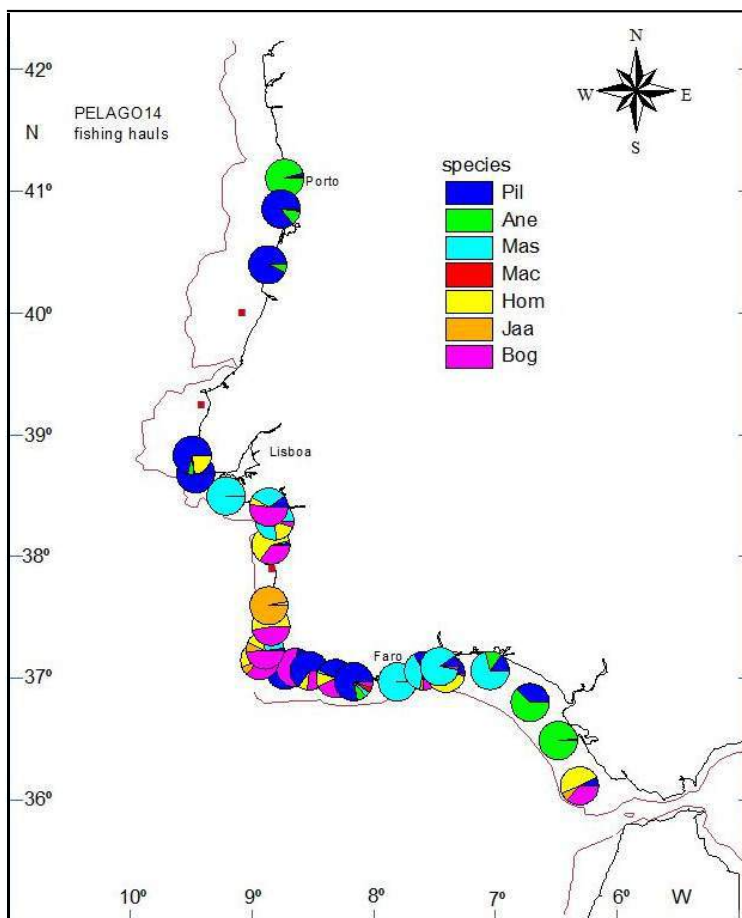 N
W E
S
42º
N
PELAGO14
fishing hauls
41º
Porto
species
Pil
Ane
Mas
Mac
Hom
Jaa
Bog
40º
39º
Lisboa
38º
37º
Faro
36º
10º 9º 8º 7º 6º W